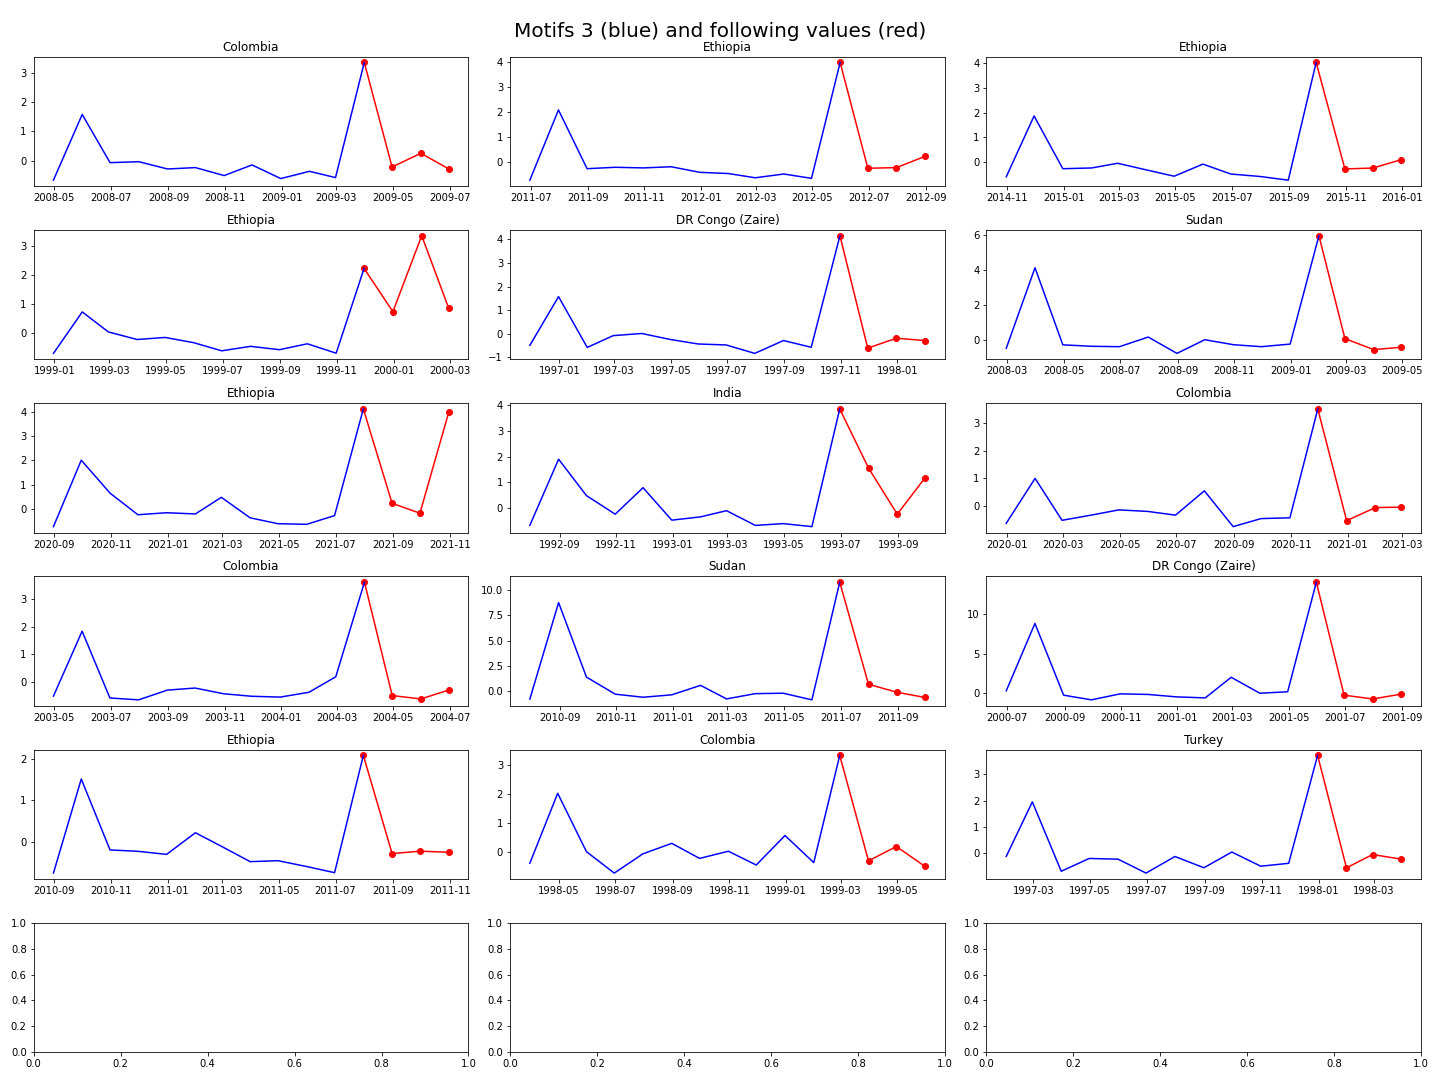 Motifs 3 (blue) and following values (red)
Colombia
Ethiopia
Ethiopia
3
2
1
0
2008-05 2008-07 2008-09 2008-11 2009-01 2009-03 2009-05 2009-07
4
3
2
1
0
2011-07 2011-09 2011-11 2012-01 2012-03 2012-05 2012-07 2012-09
4
3
2
1
0
2014-11 2015-01 2015-03 2015-05 2015-07 2015-09 2015-11 2016-01
Ethiopia
DR Congo (Zaire)
Sudan
3
2
1
0
1999-01 1999-03 1999-05 1999-07 1999-09 1999-11 2000-01 2000-03
4
3
2
1
0
−1
1997-01 1997-03 1997-05 1997-07 1997-09 1997-11 1998-01
6
4
2
0
2008-03 2008-05 2008-07 2008-09 2008-11 2009-01 2009-03 2009-05
Ethiopia
India
Colombia
4
3
2
1
0
2020-09 2020-11 2021-01 2021-03 2021-05 2021-07 2021-09 2021-11
4
3
2
1
0
1992-09 1992-11 1993-01 1993-03 1993-05 1993-07 1993-09
3
2
1
0
2020-01 2020-03 2020-05 2020-07 2020-09 2020-11 2021-01 2021-03
Colombia
Sudan
DR Congo (Zaire)
3
2
1
0
2003-05 2003-07 2003-09 2003-11 2004-01 2004-03 2004-05 2004-07
10.0
7.5
5.0
2.5
0.0
2010-09 2010-11 2011-01 2011-03 2011-05 2011-07 2011-09
10
5
0
2000-07 2000-09 2000-11 2001-01 2001-03 2001-05 2001-07 2001-09
Ethiopia
Colombia
Turkey
2
1
0
2010-09 2010-11 2011-01 2011-03 2011-05 2011-07 2011-09 2011-11
3
2
1
0
1998-05 1998-07 1998-09 1998-11 1999-01 1999-03 1999-05
3
2
1
0
1997-03 1997-05 1997-07 1997-09 1997-11 1998-01 1998-03
1.0
0.8
0.6
0.4
0.2
0.0
0.0 0.2 0.4 0.6 0.8 1.0
1.0
0.8
0.6
0.4
0.2
0.0
0.0 0.2 0.4 0.6 0.8 1.0
1.0
0.8
0.6
0.4
0.2
0.0
0.0 0.2 0.4 0.6 0.8 1.0